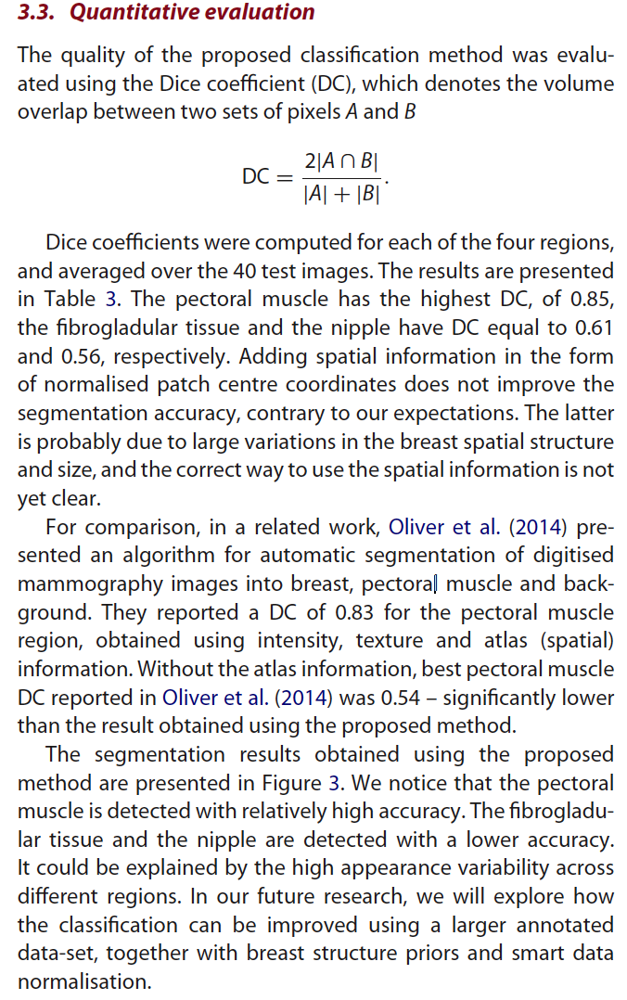 3.3. Quantitative evaluation
The quality of the proposed classification method was evalu-
ated using the Dice coefficient (DC), which denotes the volume
overlap between two sets of pixels A and B
DC = 2|A ∩ B| / |A| + |B| .
Dice coefficients were computed for each of the four regions,
and averaged over the 40 test images. The results are presented
in Table 3. The pectoral muscle has the highest DC, of 0.85,
the fibrogladular tissue and the nipple have DC equal to 0.61
and 0.56, respectively. Adding spatial information in the form
of normalised patch centre coordinates does not improve the
segmentation accuracy, contrary to our expectations. The latter
is probably due to large variations in the breast spatial structure
and size, and the correct way to use the spatial information is not
yet clear.
For comparison, in a related work, Oliver et al. (2014) pre-
sented an algorithm for automatic segmentation of digitised
mammography images into breast, pectoral muscle and back-
ground. They reported a DC of 0.83 for the pectoral muscle
region, obtained using intensity, texture and atlas (spatial)
information. Without the atlas information, best pectoral muscle
DC reported in Oliver et al. (2014) was 0.54 – significantly lower
than the result obtained using the proposed method.
The segmentation results obtained using the proposed
method are presented in Figure 3. We notice that the pectoral
muscle is detected with relatively high accuracy. The fibrogladu-
lar tissue and the nipple are detected with a lower accuracy.
It could be explained by the high appearance variability across
different regions. In our future research, we will explore how
the classification can be improved using a larger annotated
data-set, together with breast structure priors and smart data
normalisation.